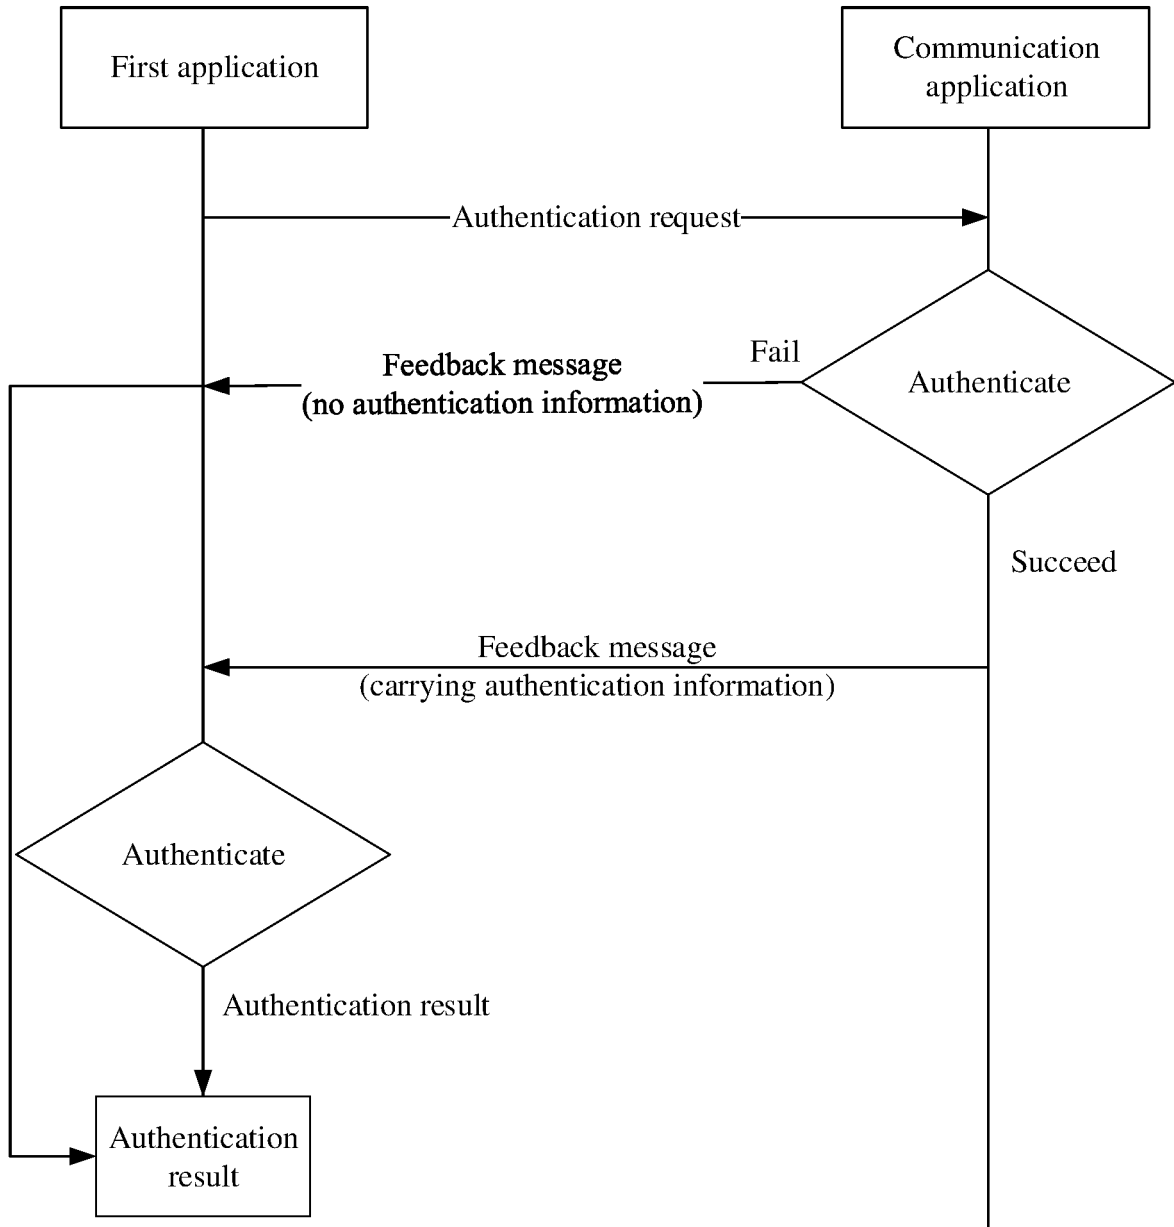 First application
Communication
application
Authentication request
Fail
Feedback message
(no authentication information)
Authenticate
Succeed
Feedback message
(carrying authentication information)
Authenticate
Authentication result
Authentication
result